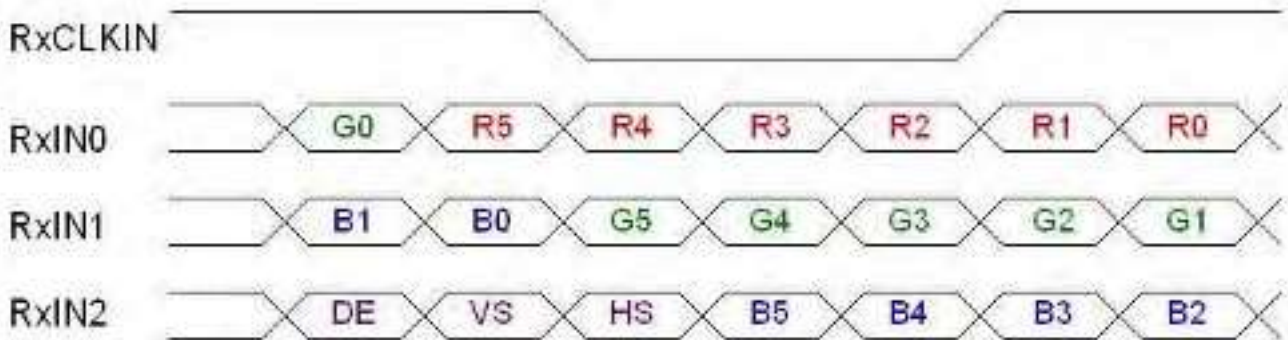 RxCLKIN
RxIN0 G0 R5 R4 R3 R2 R1 R0
RxIN1 B1 B0 G5 G4 G3 G2 G1
RxIN2 DE VS HS B5 B4 B3 B2